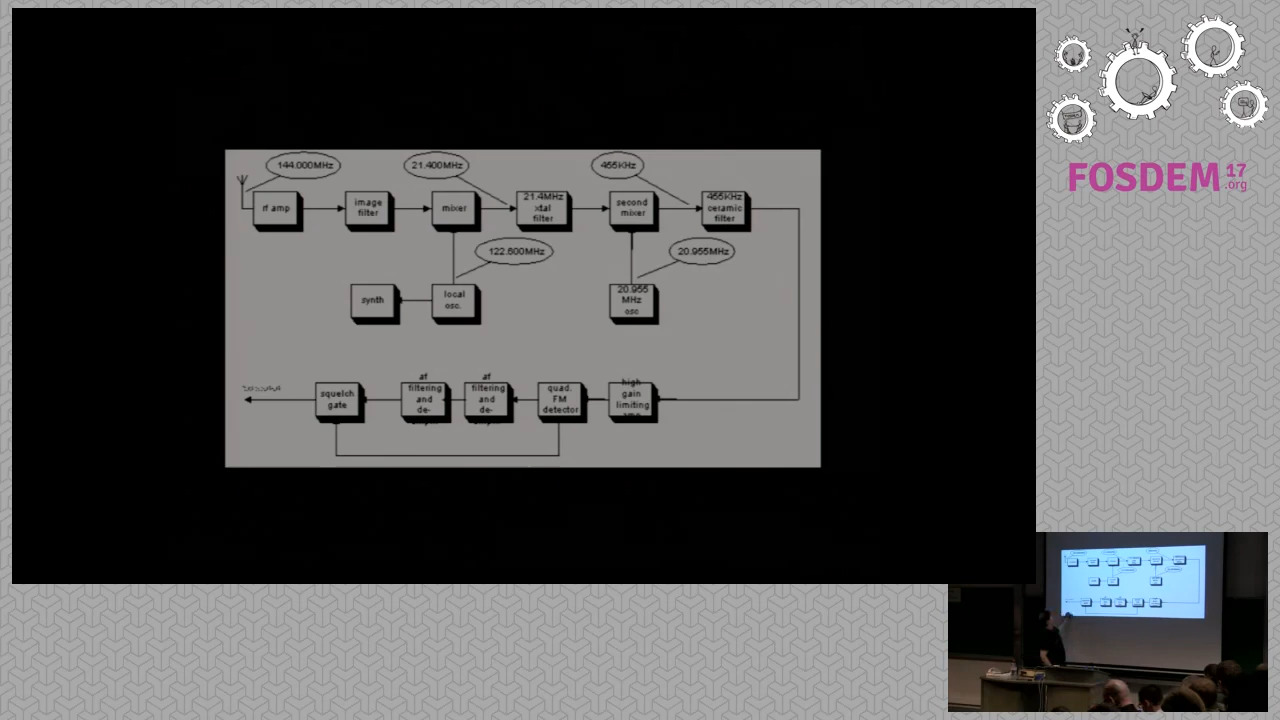 144.000MHz
21.400MHz
455KHz
rf amp
image
filter
mixer
21.4MHz
xtal
filter
second
mixer
455KHz
ceramic
filter
122.600MHz
20.955MHz
synth
local
osc.
20.955
MHz
osc
squelch
gate
af
filtering
and
de-
af
filtering
and
de-
quad.
FM
detector
high
gain
limiting
amp
FOSDEM 17
.org